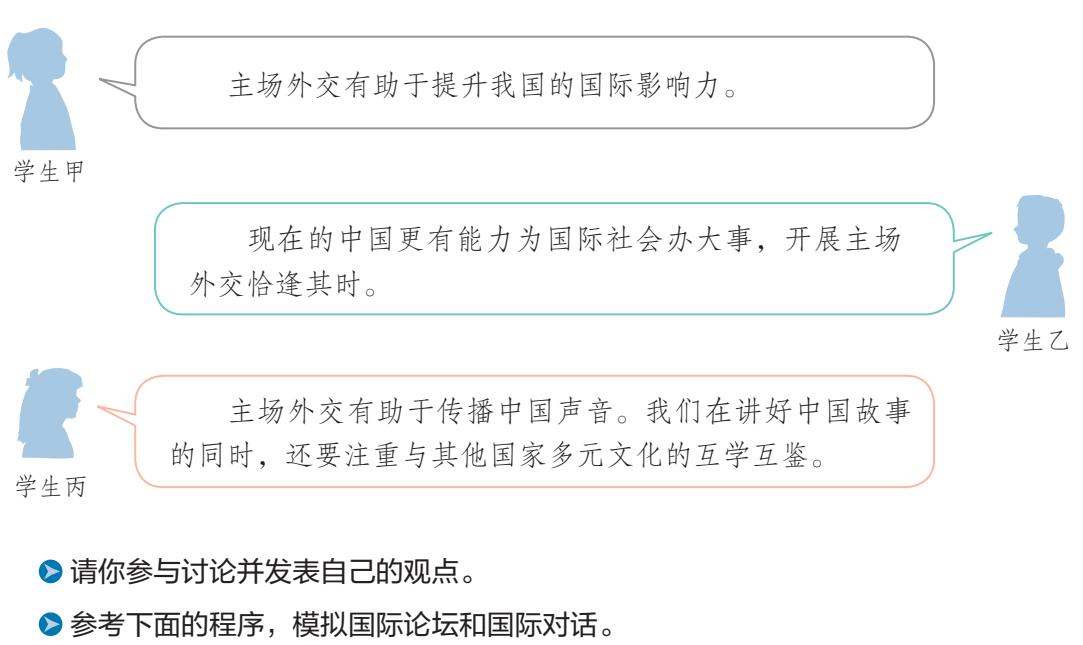 主场外交有助于提升我国的国际影响力。
学生甲
现在的中国更有能力为国际社会办大事，开展主场
外交恰逢其时。
学生乙
主场外交有助于传播中国声音。我们在讲好中国故事
的同时，还要注重与其他国家多元文化的互学互鉴。
学生丙
请你参与讨论并发表自己的观点。
参考下面的程序，模拟国际论坛和国际对话。